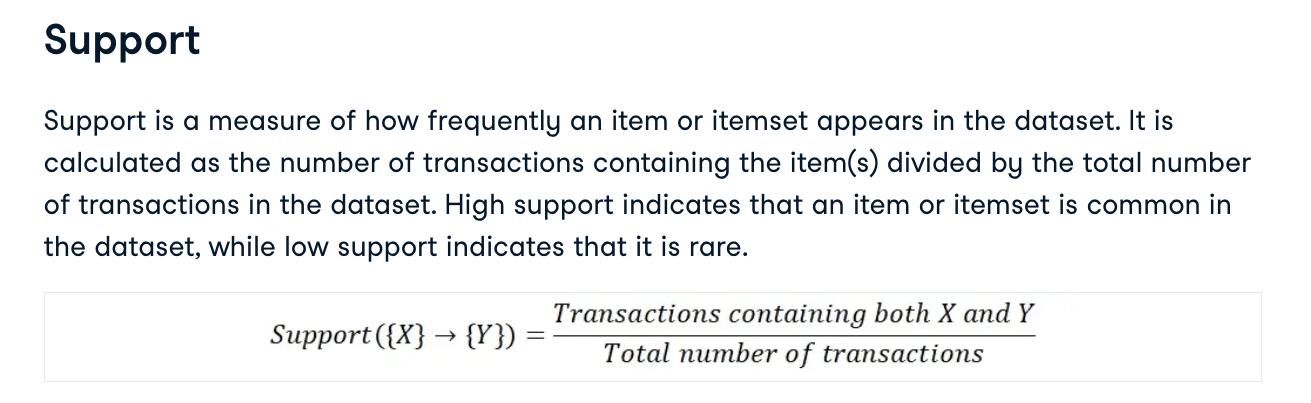 Support
Support is a measure of how frequently an item or itemset appears in the dataset. It is
calculated as the number of transactions containing the item(s) divided by the total number
of transactions in the dataset. High support indicates that an item or itemset is common in
the dataset, while low support indicates that it is rare.
Support({X} → {Y}) = Transactions containing both X and Y
Total number of transactions